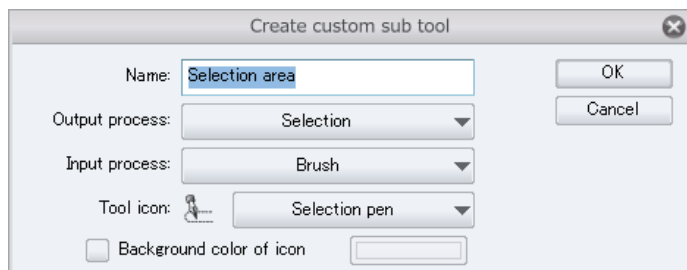 Create custom sub tool
Name: Selection area
OK
Output process: Selection
Cancel
Input process: Brush
Tool icon: Selection pen
Background color of icon